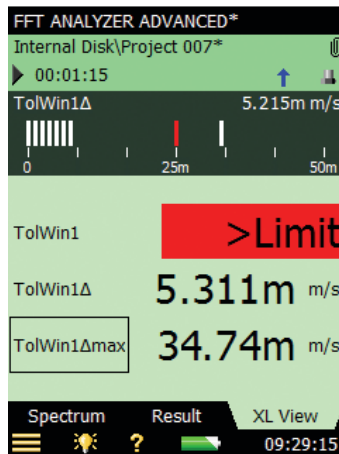 FFT ANALYZER ADVANCED*
Internal Disk\Project 007*
00:01:15
TolWin1Δ 5.215m m/s
0 25m 50m
TolWin1 >Limit
TolWin1Δ 5.311m m/s
TolWin1Δmax 34.74m m/s
Spectrum Result XL View
? 09:29:15